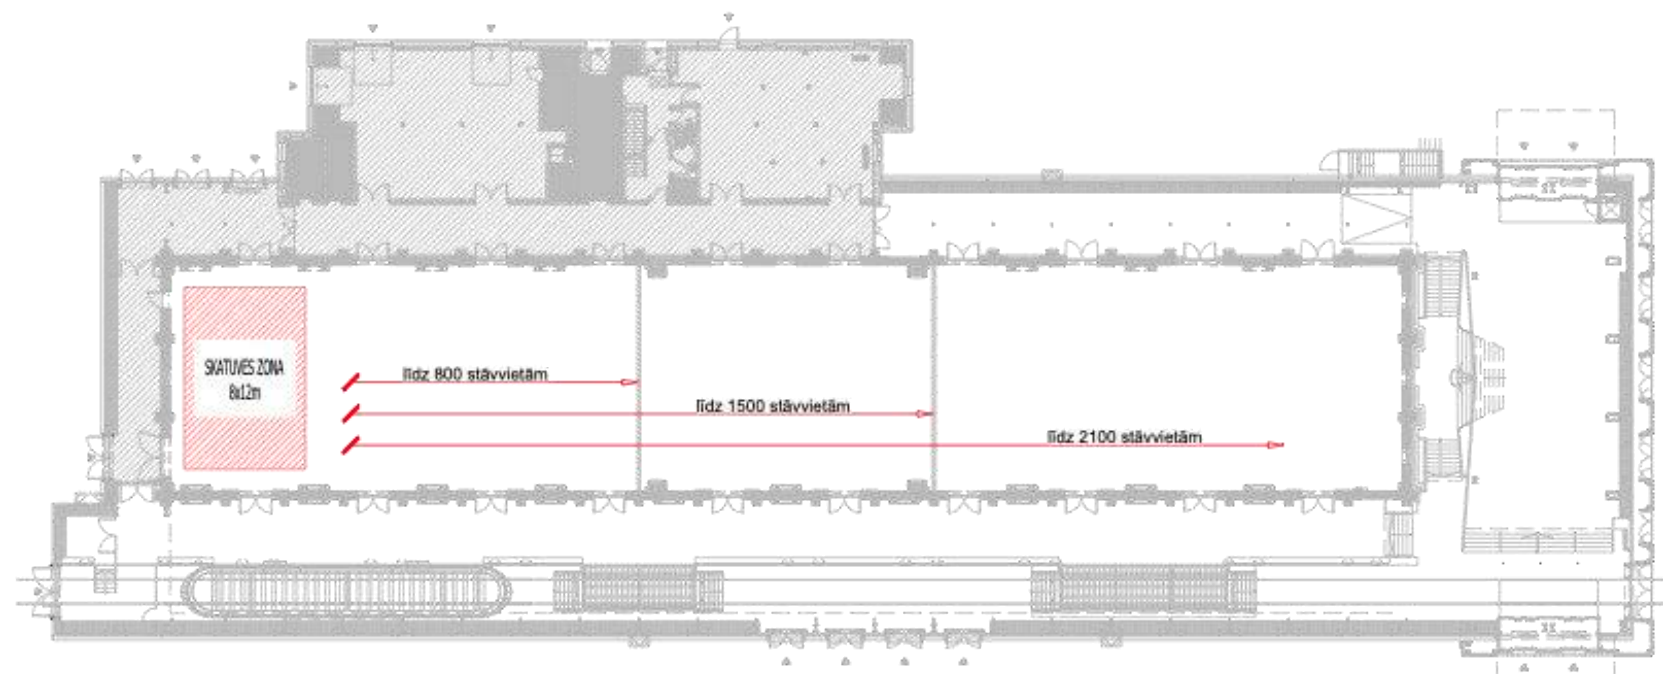 SKATUVES ZONA
8x12m
līdz 800 stāvvietām
līdz 1500 stāvvietām
līdz 2100 stāvvietām